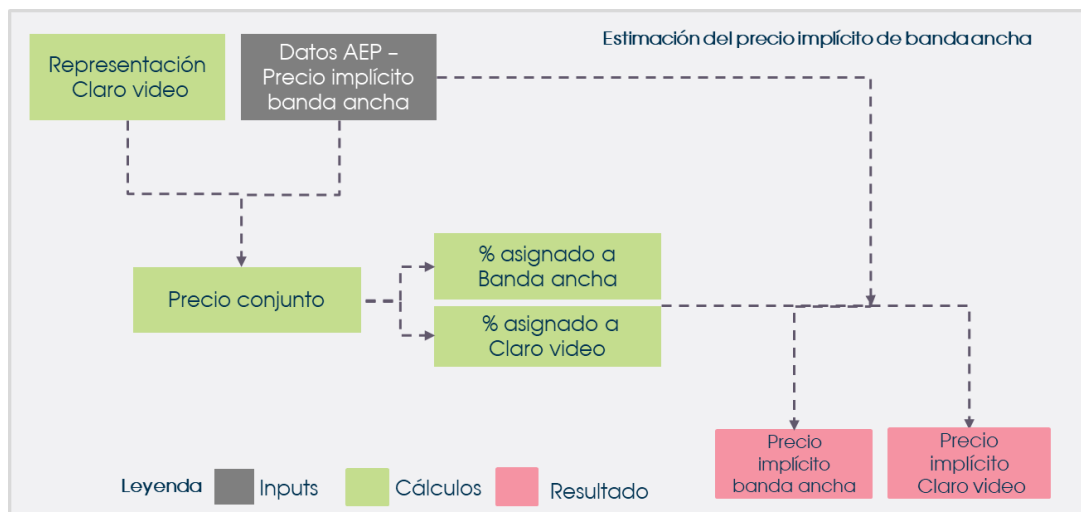 Estimación del precio implícito de banda ancha
Representación
Claro video
Datos AEP –
Precio implícito
banda ancha
Precio conjunto
% asignado a
Banda ancha
% asignado a
Claro video
Precio
implícito
banda ancha
Precio
implícito
Claro video
Leyenda
Inputs
Cálculos
Resultado